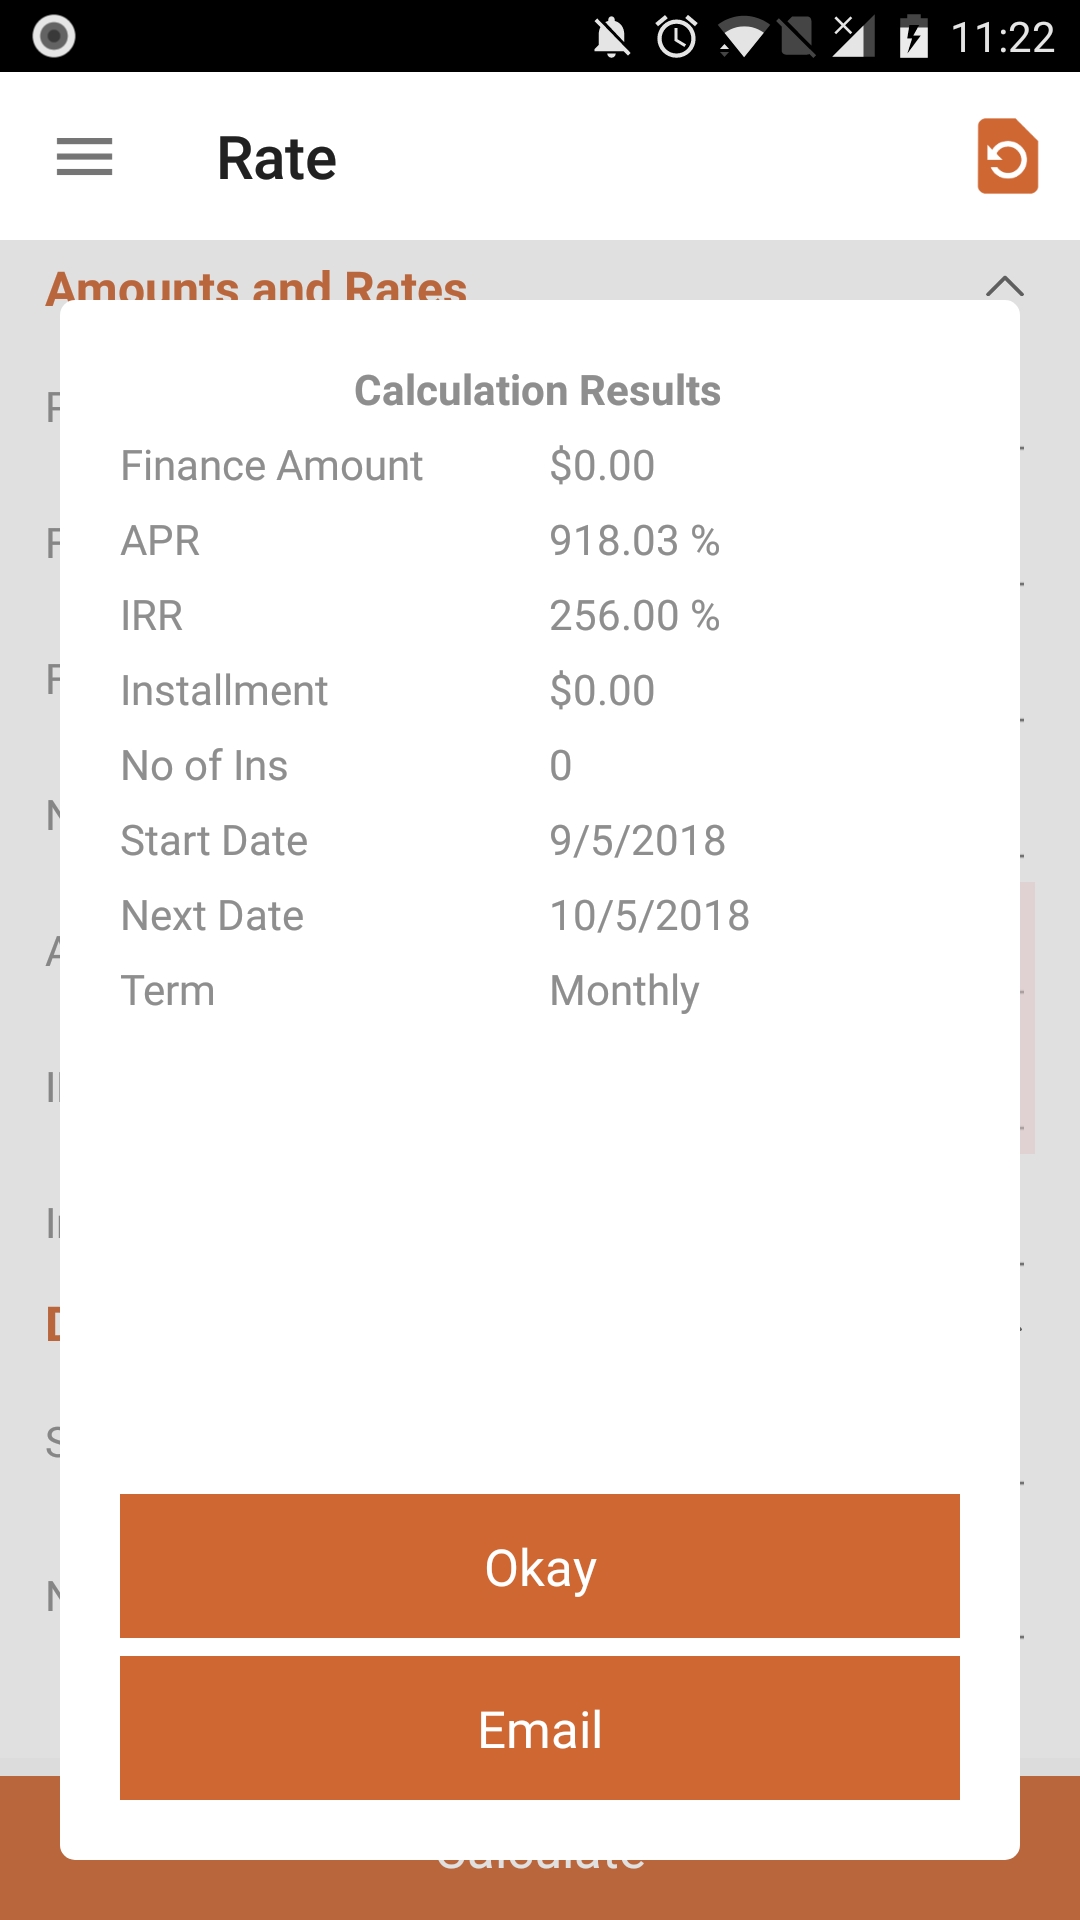 11:22
Rate
Amounts and Rates
Calculation Results
Finance Amount $0.00
APR 918.03 %
IRR 256.00 %
Installment $0.00
No of Ins 0
Start Date 9/5/2018
Next Date 10/5/2018
Term Monthly
Okay
Email
Calculate